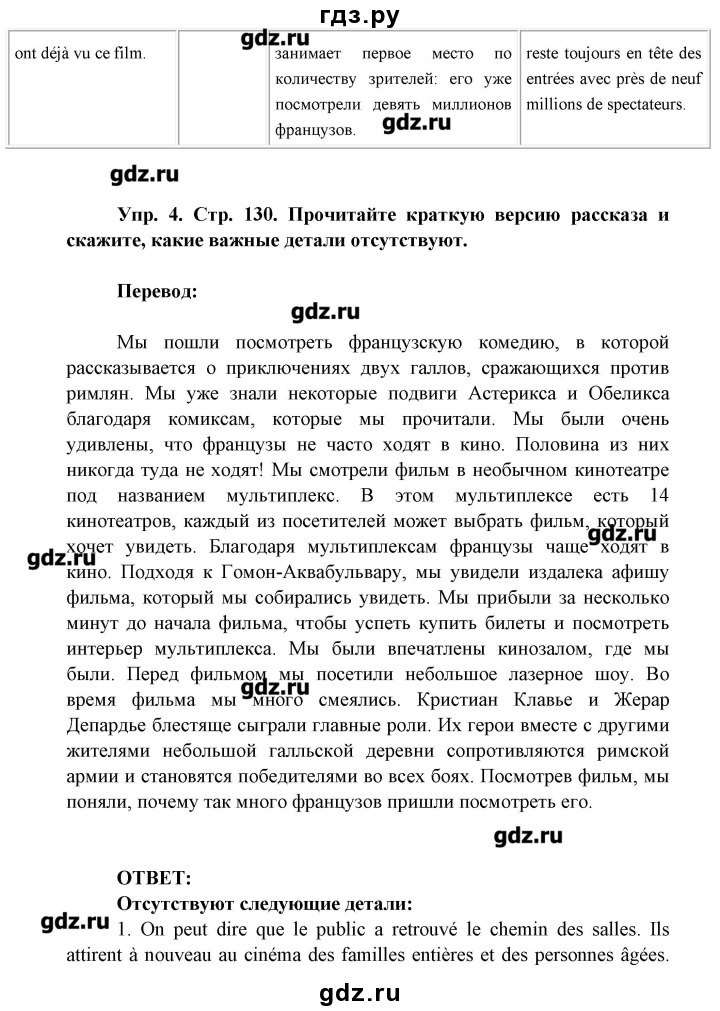 гдз.ру
ont déjà vu ce film.
занимает первое место по
количеству зрителей: его уже
посмотрели девять миллионов
французов.
reste toujours en tête des
entrées avec près de neuf
millions de spectateurs.
gdz.ru
gdz.ru
gdz.ru
Упр. 4. Стр. 130. Прочитайте краткую версию рассказа и
скажите, какие важные детали отсутствуют.
Перевод:
gdz.ru
Мы пошли посмотреть французскую комедию, в которой
рассказывается о приключениях двух галлов, сражающихся против
римлян. Мы уже знали некоторые подвиги Астерикса и Обеликса
благодаря комиксам, которые мы прочитали. Мы были очень
удивлены, что французы не часто ходят в кино. Половина из них
никогда туда не ходят! Мы смотрели фильм в необычном кинотеатре
под названием мультиплекс. В этом мультиплексе есть 14
кинотеатров, каждый из посетителей может выбрать фильм, который
хочет увидеть. Благодаря мультиплексам французы чаще ходят в
кино. Подходя к Гомон-Аквабульвару, мы увидели издалека афишу
фильма, который мы собирались увидеть. Мы прибыли за несколько
минут до начала фильма, чтобы успеть купить билеты и посмотреть
интерьер мультиплекса. Мы были впечатлены кинозалом, где мы
были. Перед фильмом мы посетили небольшое лазерное шоу. Во
время фильма мы много смеялись. Кристиан Клавье и Жерар
Депардье блестяще сыграли главные роли. Их герои вместе с другими
жителями небольшой галльской деревни сопротивляются римской
армии и становятся победителями во всех боях. Посмотрев фильм, мы
поняли, почему так много французов пришли посмотреть его.
gdz.ru
gdz.ru
gdz.ru
gdz.ru
ОТВЕТ:
Отсутствуют следующие детали:
gdz.ru
1. On peut dire que le public a retrouvé le chemin des salles. Ils
attirent à nouveau au cinéma des familles entières et des personnes âgées.
gdz.ru